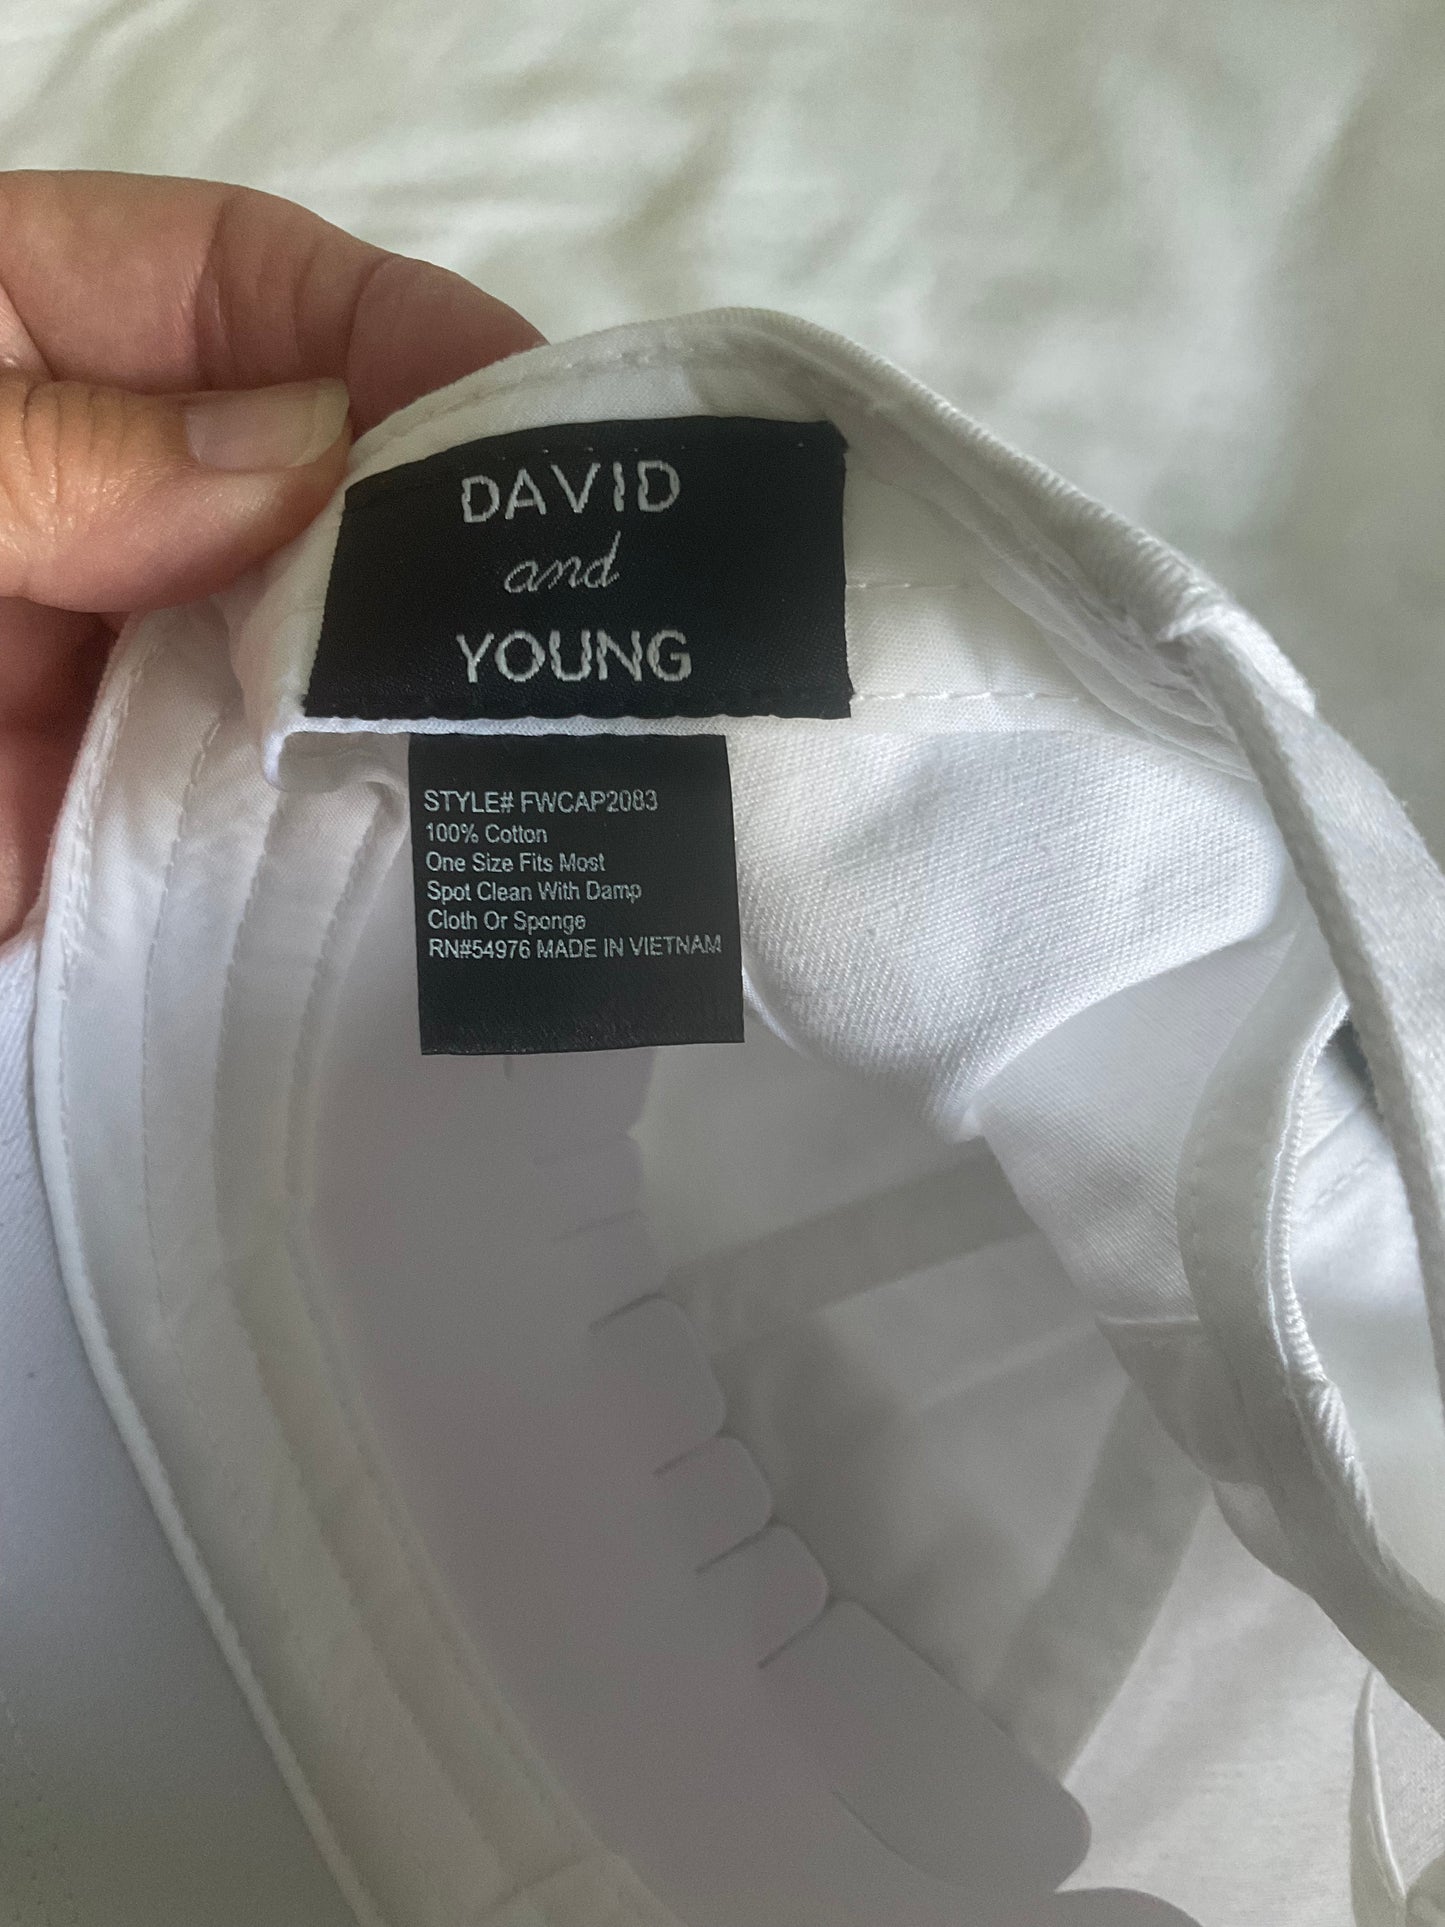 DAVID
and
YOUNG
STYLE# FWCAP2083
100% Cotton
One Size Fits Most
Spot Clean With Damp
Cloth Or Sponge
RN#54976 MADE IN VIETNAM